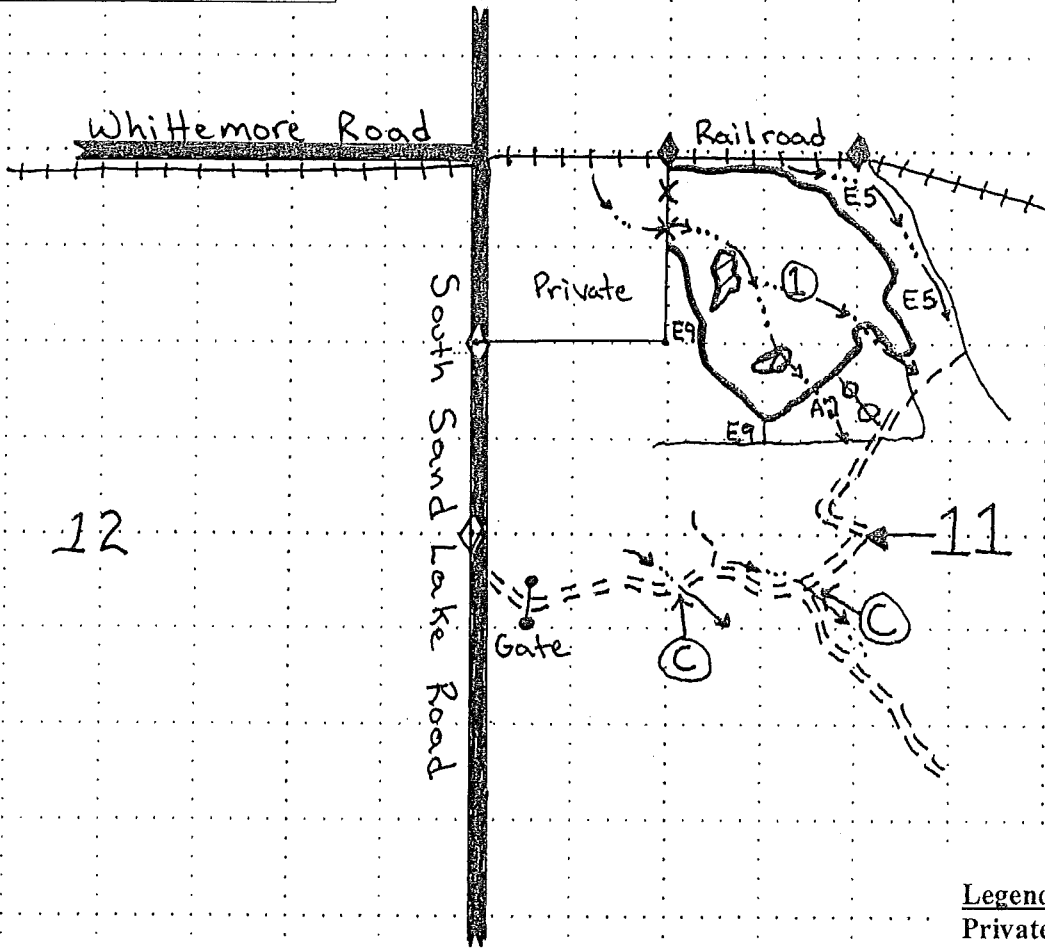 Whittemore Road
Railroad
E5
Private
1
E5
South Sand Lake Road
E9
A2
E9
12
11
Gate
C
C
Legend
Private